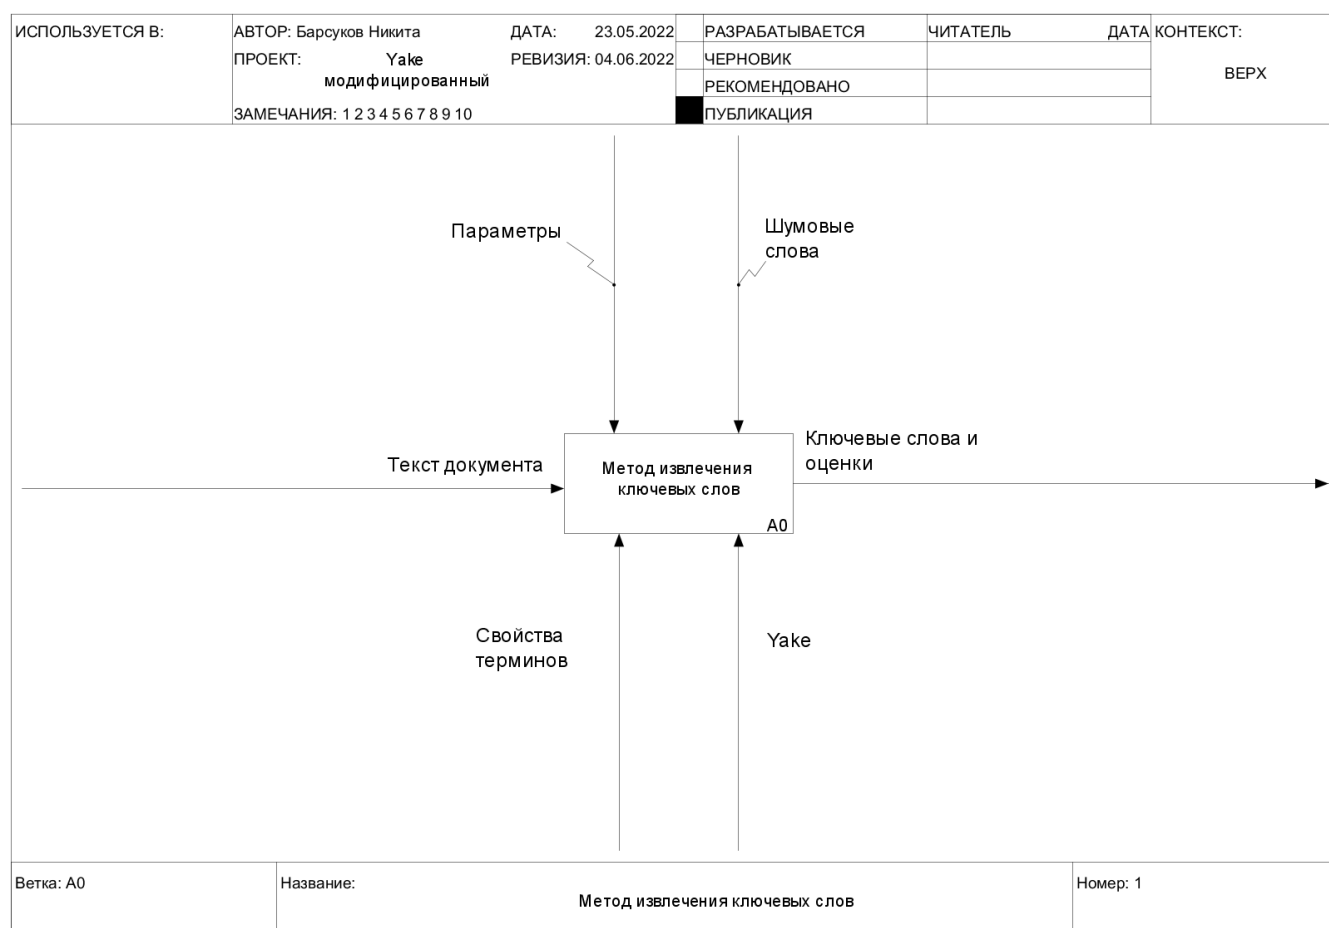 ИСПОЛЬЗУЕТСЯ В:
АВТОР: Барсуков Никита
ДАТА: 23.05.2022
РАЗРАБАТЫВАЕТСЯ
ЧИТАТЕЛЬ
ДАТА
КОНТЕКСТ:
ПРОЕКТ: Yake
модифицированный
РЕВИЗИЯ: 04.06.2022
ЧЕРНОВИК
ВЕРХ
РЕКОМЕНДОВАНО
ЗАМЕЧАНИЯ: 1 2 3 4 5 6 7 8 9 10
ПУБЛИКАЦИЯ
Параметры
Шумовые
слова
Текст документа
Метод извлечения
ключевых слов
A0
Ключевые слова и
оценки
Свойства
терминов
Yake
Ветка: A0
Название:
Метод извлечения ключевых слов
Номер: 1